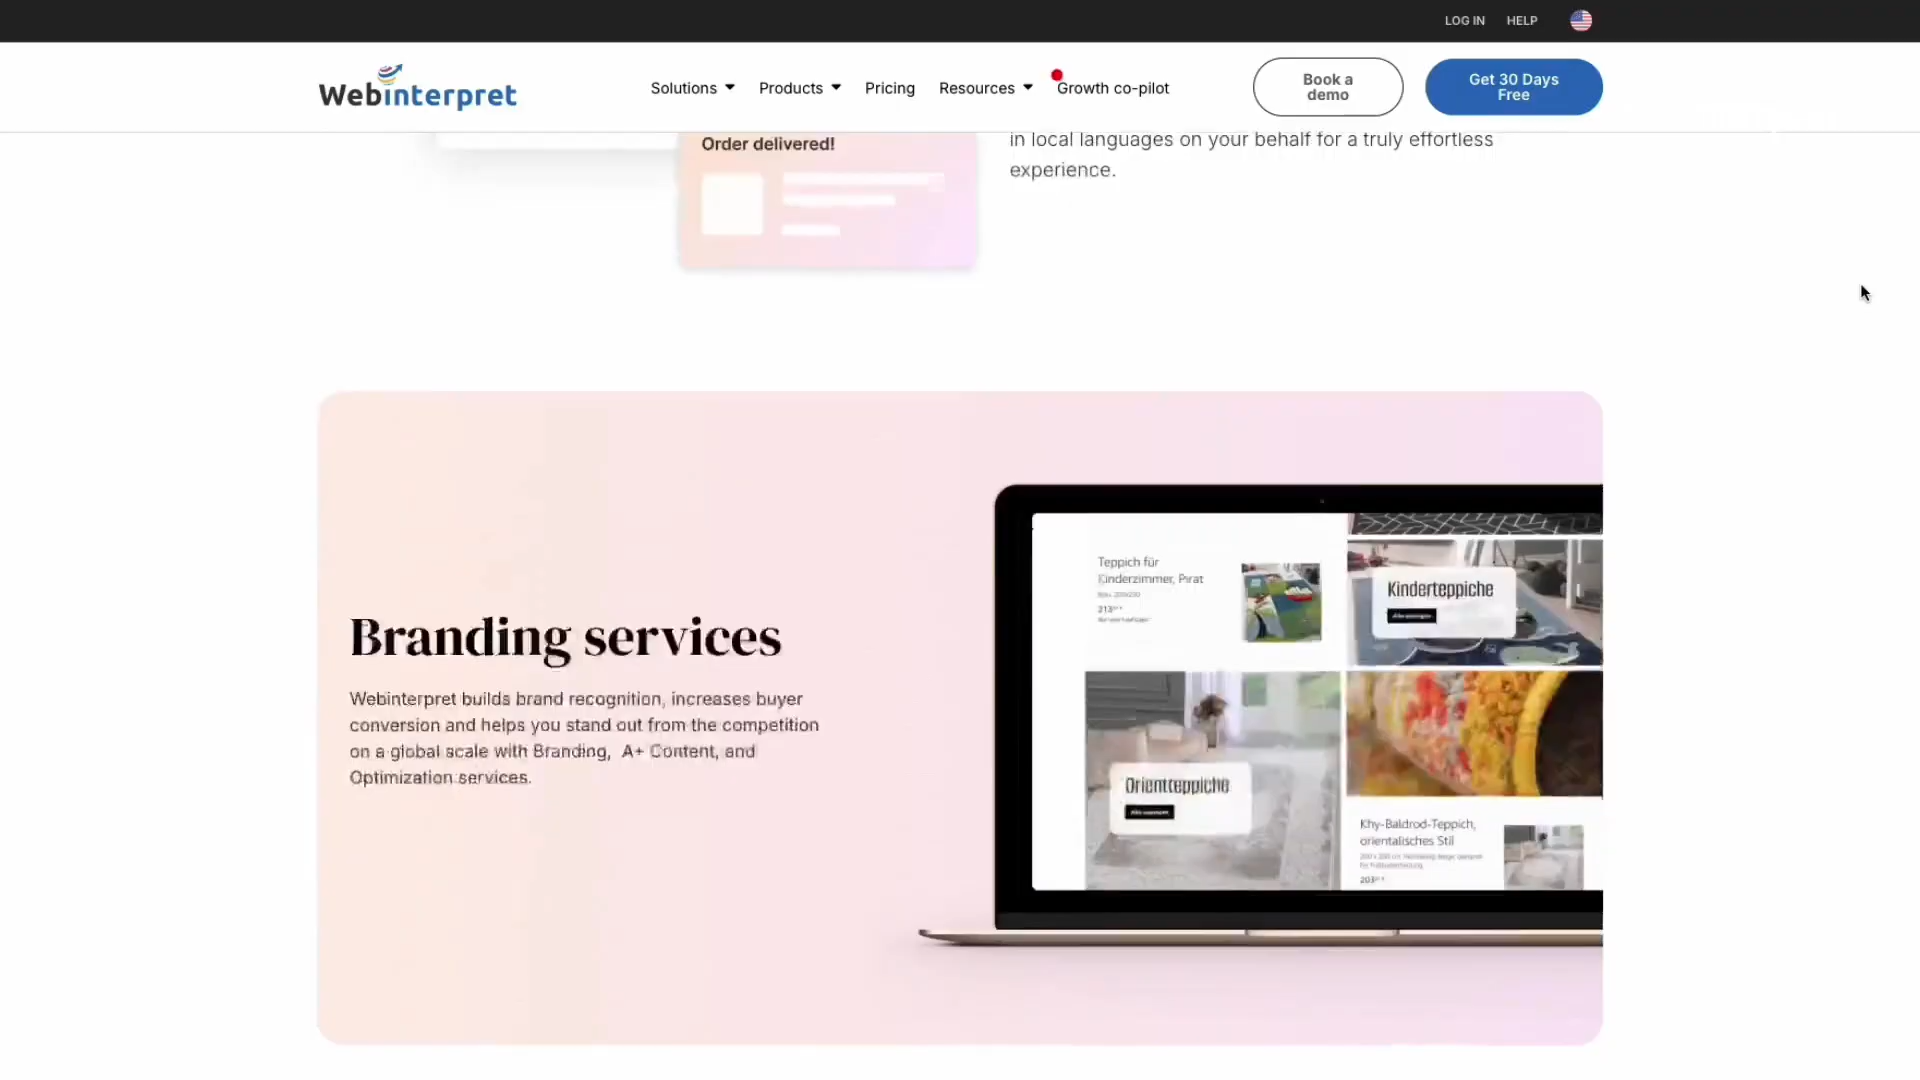 LOG IN HELP
Webinterpret
Solutions Products Pricing Resources Growth co-pilot
Book a
demo
Get 30 Days
Free
Order delivered!
in local languages on your behalf for a truly effortless
experience.
Branding services
Webinterpret builds brand recognition, increases buyer
conversion and helps you stand out from the competition
on a global scale with Branding, A+ Content, and
Optimization services.
Teppich für
Kinderzimmer, Pirat
213
Kinderteppiche
Orientteppiche
Khy-Baldrod-Teppich,
orientalisches Stil
203